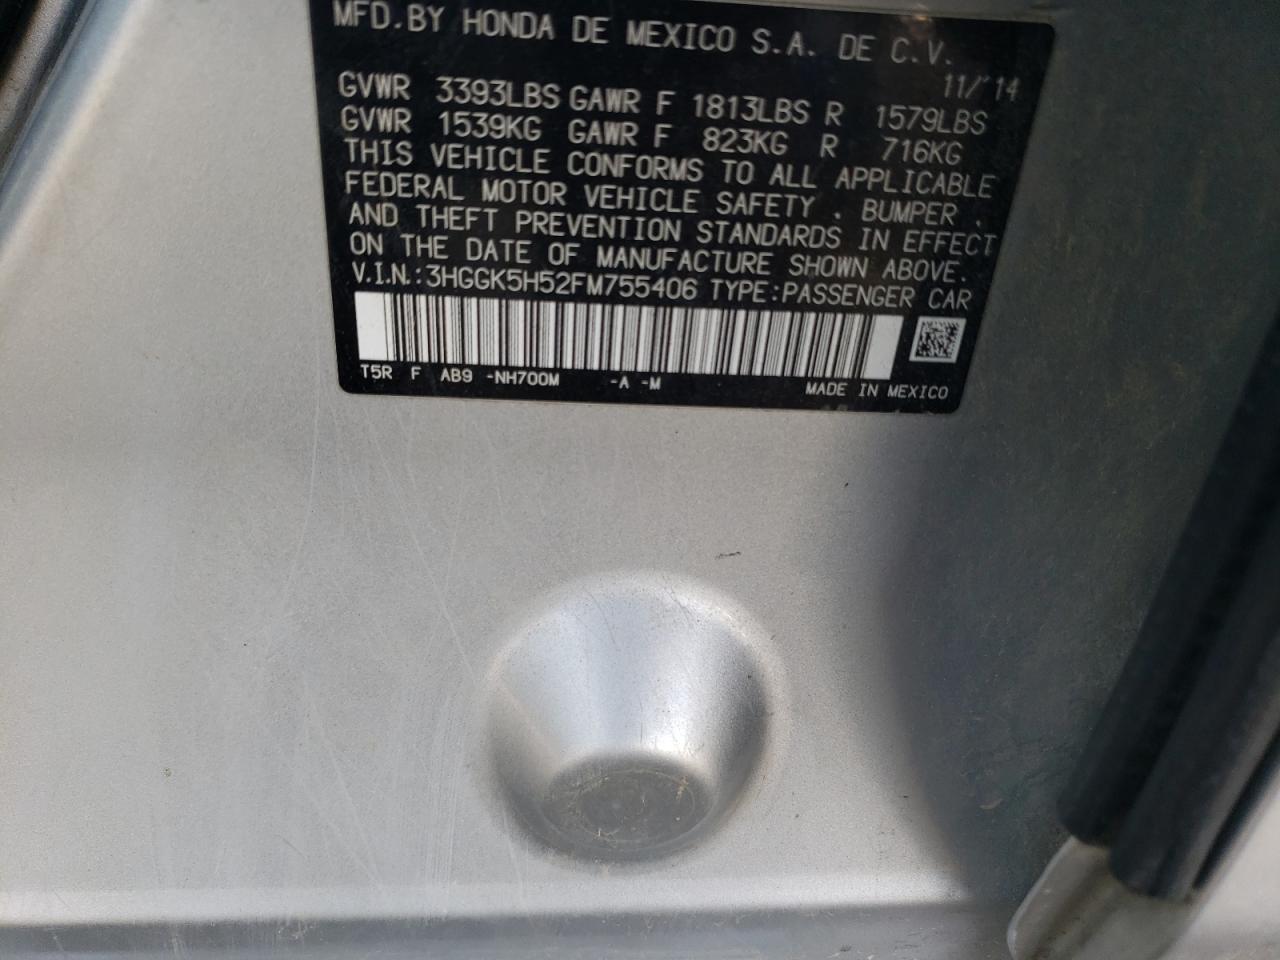 MFD.BY HONDA DE MEXICO S.A. DE C.V.
11/'14
GVWR 3393LBS GAWR F 1813LBS R 1579LBS
GVWR 1539KG GAWR F 823KG R 716KG
THIS VEHICLE CONFORMS TO ALL APPLICABLE
FEDERAL MOTOR VEHICLE SAFETY , BUMPER ,
AND THEFT PREVENTION STANDARDS IN EFFECT
ON THE DATE OF MANUFACTURE SHOWN ABOVE.
V.I.N.:3HGGK5H52FM755406 TYPE:PASSENGER CAR
T5R F AB9 -NH700M -A -M MADE IN MEXICO